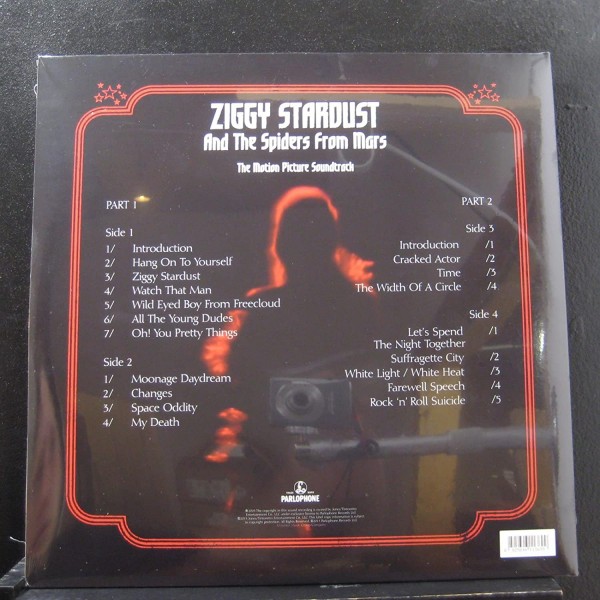 ZIGGY STARDUST
And The Spiders From Mars
The Motion Picture Soundtrack
PART 1
Side 1
1/ Introduction
2/ Hang On To Yourself
3/ Ziggy Stardust
4/ Watch That Man
5/ Wild Eyed Boy From Freecloud
6/ All The Young Dudes
7/ Oh! You Pretty Things
Side 2
1/ Moonage Daydream
2/ Changes
3/ Space Oddity
4/ My Death
PART 2
Side 3
Introduction /1
Cracked Actor /2
Time /3
The Width Of A Circle /4
Side 4
Let's Spend /1
The Night Together
Suffragette City /2
White Light / White Heat /3
Farewell Speech /4
Rock 'n' Roll Suicide /5
PARLOPHONE